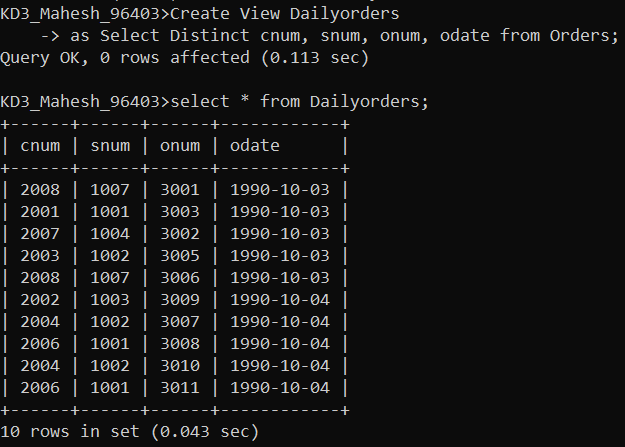 KD3_Mahesh_96403>Create View Dailyorders
    -> as Select Distinct cnum, snum, onum, odate from Orders;
Query OK, 0 rows affected (0.113 sec)

KD3_Mahesh_96403>select * from Dailyorders;
+------+------+------+------------+
| cnum | snum | onum | odate      |
+------+------+------+------------+
| 2008 | 1007 | 3001 | 1990-10-03 |
| 2001 | 1001 | 3003 | 1990-10-03 |
| 2007 | 1004 | 3002 | 1990-10-03 |
| 2003 | 1002 | 3005 | 1990-10-03 |
| 2008 | 1007 | 3006 | 1990-10-03 |
| 2002 | 1003 | 3009 | 1990-10-04 |
| 2004 | 1002 | 3007 | 1990-10-04 |
| 2006 | 1001 | 3008 | 1990-10-04 |
| 2004 | 1002 | 3010 | 1990-10-04 |
| 2006 | 1001 | 3011 | 1990-10-04 |
+------+------+------+------------+
10 rows in set (0.043 sec)